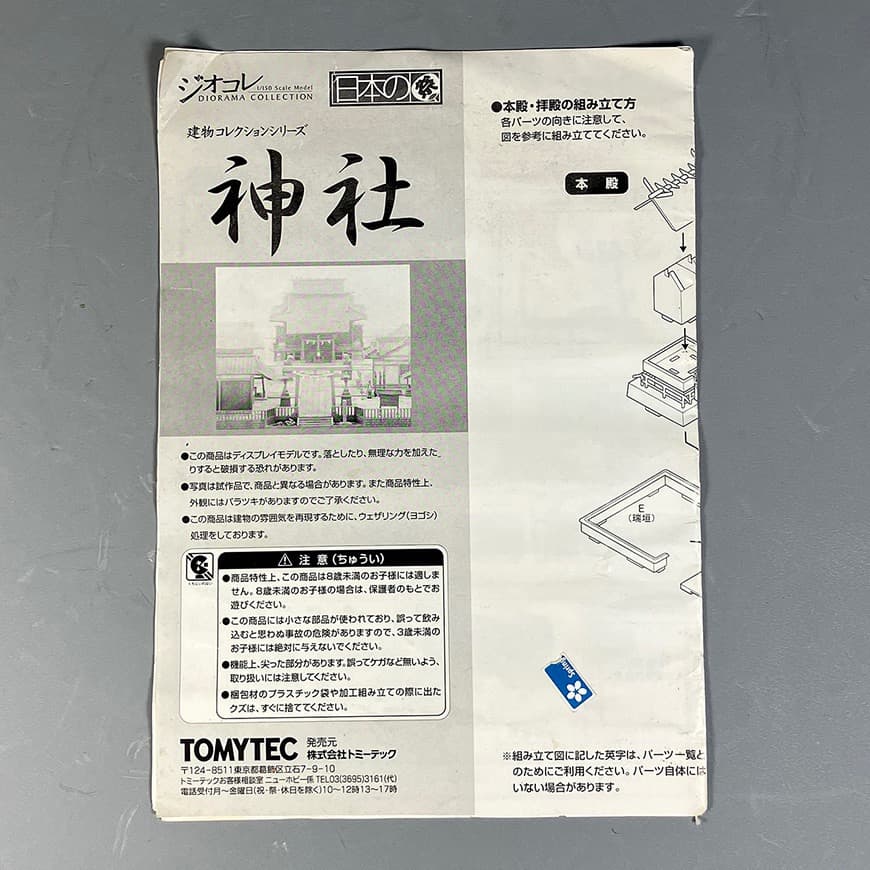 ジオコレ
1/150 Scale Model
DIORAMA COLLECTION
日本の祭
建物コレクションシリーズ
神社
●この商品はディスプレイモデルです。落としたり、無理な力を加えた
りすると破損する恐れがあります。
●写真は試作品で、商品と異なる場合があります。また商品特性上、
外観にはバラツキがありますのでご了承ください。
●この商品は建物の雰囲気を再現するために、ウェザリング(ヨゴシ)
処理をしております。
注意(ちゅうい)
●商品特性上、この商品は8歳未満のお子様には適しま
せん。8歳未満のお子様の場合は、保護者のもとでお
遊びください。
●この商品には小さな部品が使われており、誤って飲み
込むと思わぬ事故の危険がありますので、3歳未満の
お子様には絶対に与えないでください。
●機能上、尖った部分があります。誤ってケガなど無いよう、
取り扱いには注意してください。
●梱包材のプラスチック袋や加工組み立ての際に出た
クズは、すぐに捨ててください。
TOMYTEC 発売元
株式会社トミーテック
〒124-8511東京都葛飾区立石7-9-10
トミーテックお客様相談室 ニューホビー係 TEL03(3695)3161(代)
電話受付月〜金曜日(祝・祭・休日を除く)10〜12時13〜17時
●本殿・拝殿の組み立て方
各パーツの向きに注意して、
図を参考に組み立ててください。
本殿
E
(瑞垣)
Spring
※組み立て図に記した英字は、パーツ一覧と
のためにご利用ください。パーツ自体には
いない場合があります。